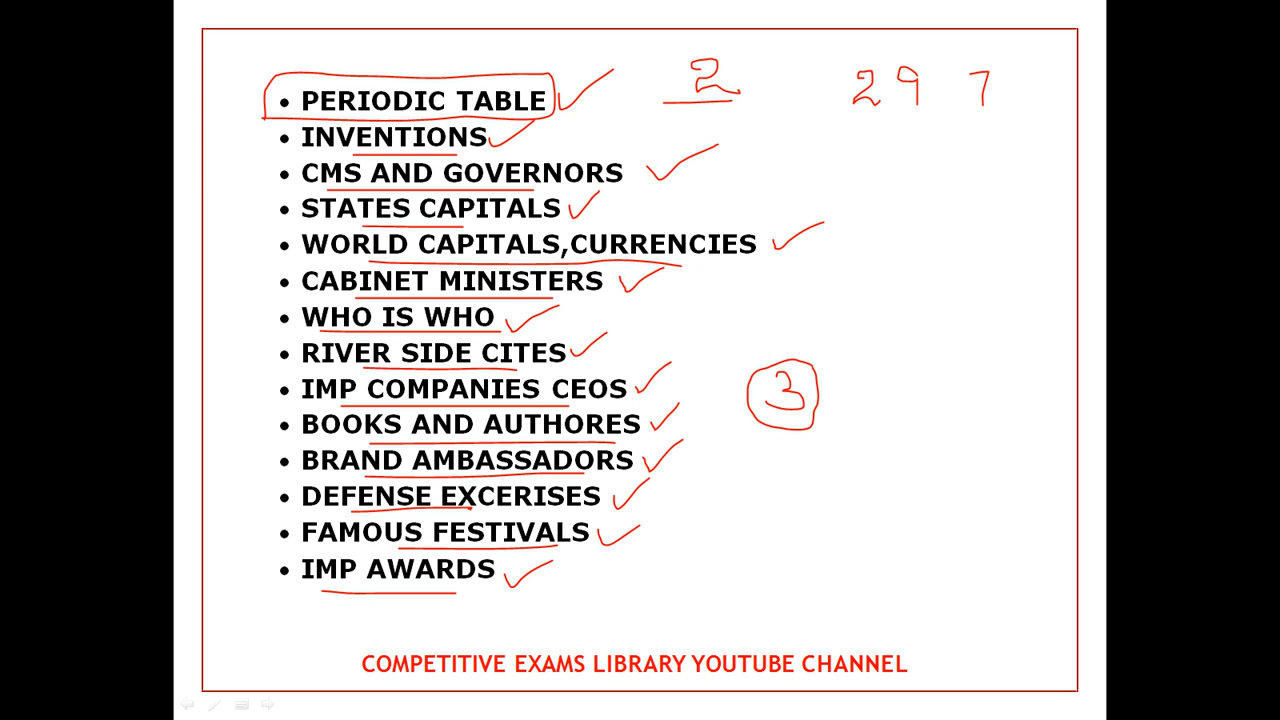 • PERIODIC TABLE 2 29 7
• INVENTIONS
• CMS AND GOVERNORS
• STATES CAPITALS
• WORLD CAPITALS,CURRENCIES
• CABINET MINISTERS
• WHO IS WHO
• RIVER SIDE CITES
• IMP COMPANIES CEOS 3
• BOOKS AND AUTHORES
• BRAND AMBASSADORS
• DEFENSE EXCERISES
• FAMOUS FESTIVALS
• IMP AWARDS
COMPETITIVE EXAMS LIBRARY YOUTUBE CHANNEL